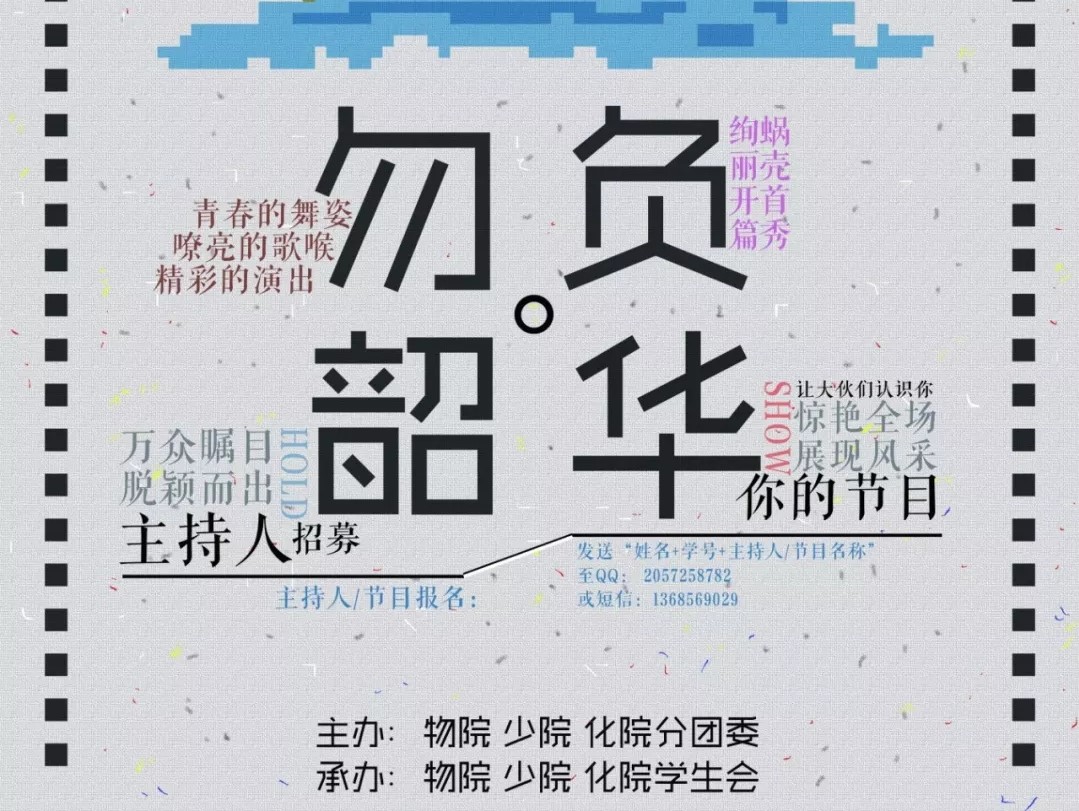 勿负
韶华
青春的舞姿
嘹亮的歌喉
精彩的演出
蜗壳首秀
绚丽开篇
万众瞩目
脱颖而出
HOLD
主持人招募
SHOW
让大伙们认识你
惊艳全场
展现风采
你的节目
主持人/节目报名：
发送“姓名+学号+主持人/节目名称”
至QQ： 2057258782
或短信：1368569029
主办： 物院 少院 化院分团委
承办： 物院 少院 化院学生会